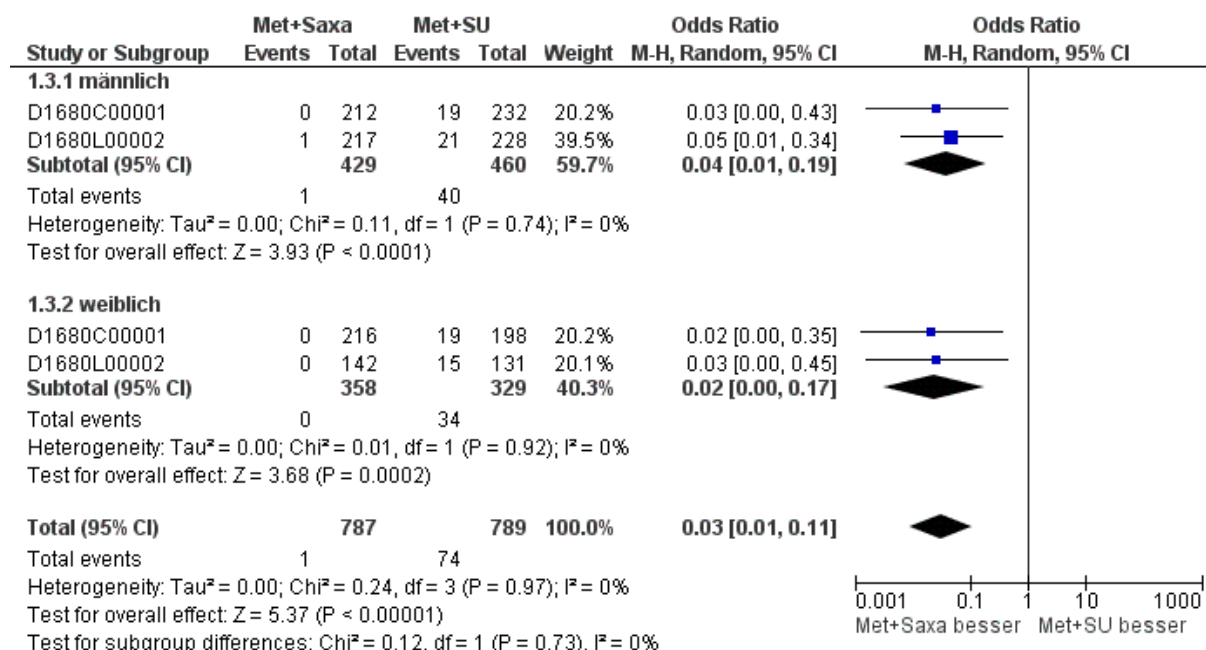 Met+Saxa Met+SU Odds Ratio Odds Ratio
Study or Subgroup Events Total Events Total Weight M-H, Random, 95% CI M-H, Random, 95% CI
1.3.1 männlich
D1680C00001 0 212 19 232 20.2% 0.03 [0.00, 0.43]
D1680L00002 1 217 21 228 39.5% 0.05 [0.01, 0.34]
Subtotal (95% CI) 429 460 59.7% 0.04 [0.01, 0.19]
Total events 1 40
Heterogeneity: Tau² = 0.00; Chi² = 0.11, df = 1 (P = 0.74); I² = 0%
Test for overall effect: Z = 3.93 (P < 0.0001)
1.3.2 weiblich
D1680C00001 0 216 19 198 20.2% 0.02 [0.00, 0.35]
D1680L00002 0 142 15 131 20.1% 0.03 [0.00, 0.45]
Subtotal (95% CI) 358 329 40.3% 0.02 [0.00, 0.17]
Total events 0 34
Heterogeneity: Tau² = 0.00; Chi² = 0.01, df = 1 (P = 0.92); I² = 0%
Test for overall effect: Z = 3.68 (P = 0.0002)
Total (95% CI) 787 789 100.0% 0.03 [0.01, 0.11]
Total events 1 74
Heterogeneity: Tau² = 0.00; Chi² = 0.24, df = 3 (P = 0.97); I² = 0%
Test for overall effect: Z = 5.37 (P < 0.00001)
Test for subgroup differences: Chi² = 0.12, df = 1 (P = 0.73), I² = 0%
0.001 0.1 1 10 1000
Met+Saxa besser Met+SU besser